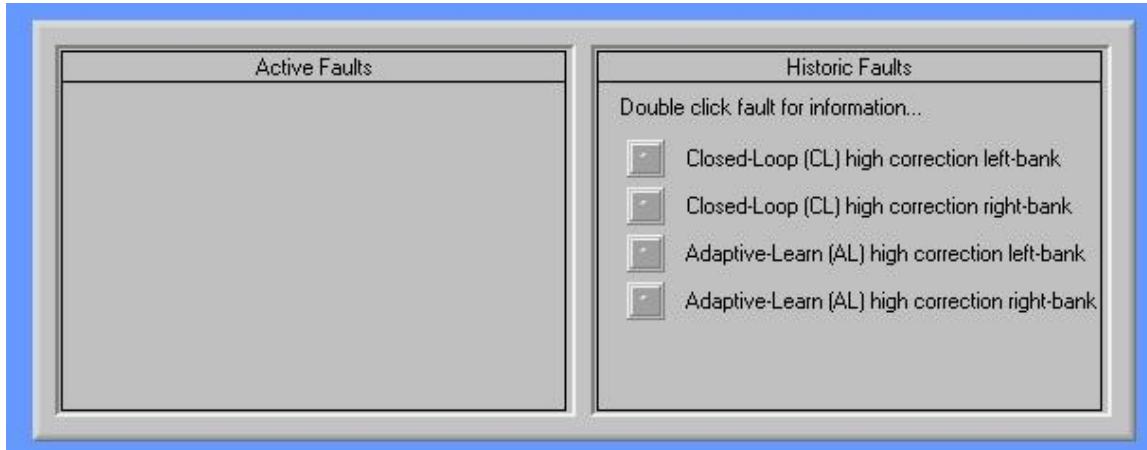 Active Faults
Historic Faults
Double click fault for information...
Closed-Loop (CL) high correction left-bank
Closed-Loop (CL) high correction right-bank
Adaptive-Learn (AL) high correction left-bank
Adaptive-Learn (AL) high correction right-bank